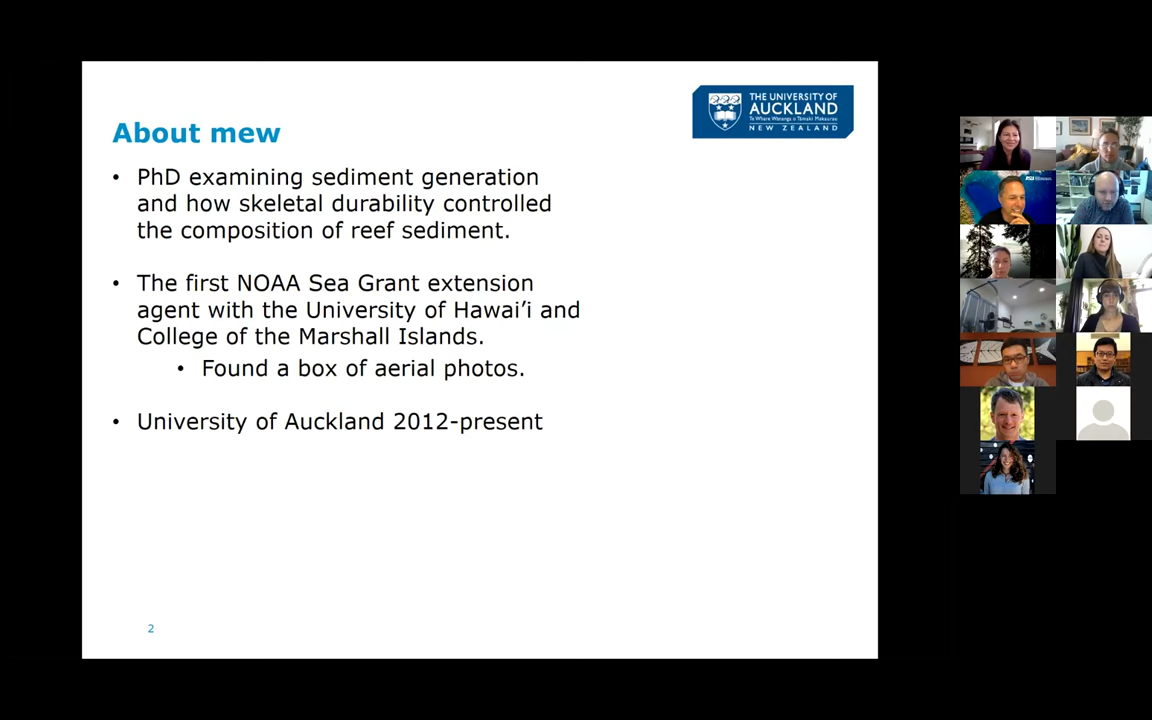 THE UNIVERSITY OF
AUCKLAND
Te Whare Wānanga o Tāmaki Makaurau
NEW ZEALAND
About mew
• PhD examining sediment generation
and how skeletal durability controlled
the composition of reef sediment.
• The first NOAA Sea Grant extension
agent with the University of Hawai’i and
College of the Marshall Islands.
• Found a box of aerial photos.
• University of Auckland 2012-present
2